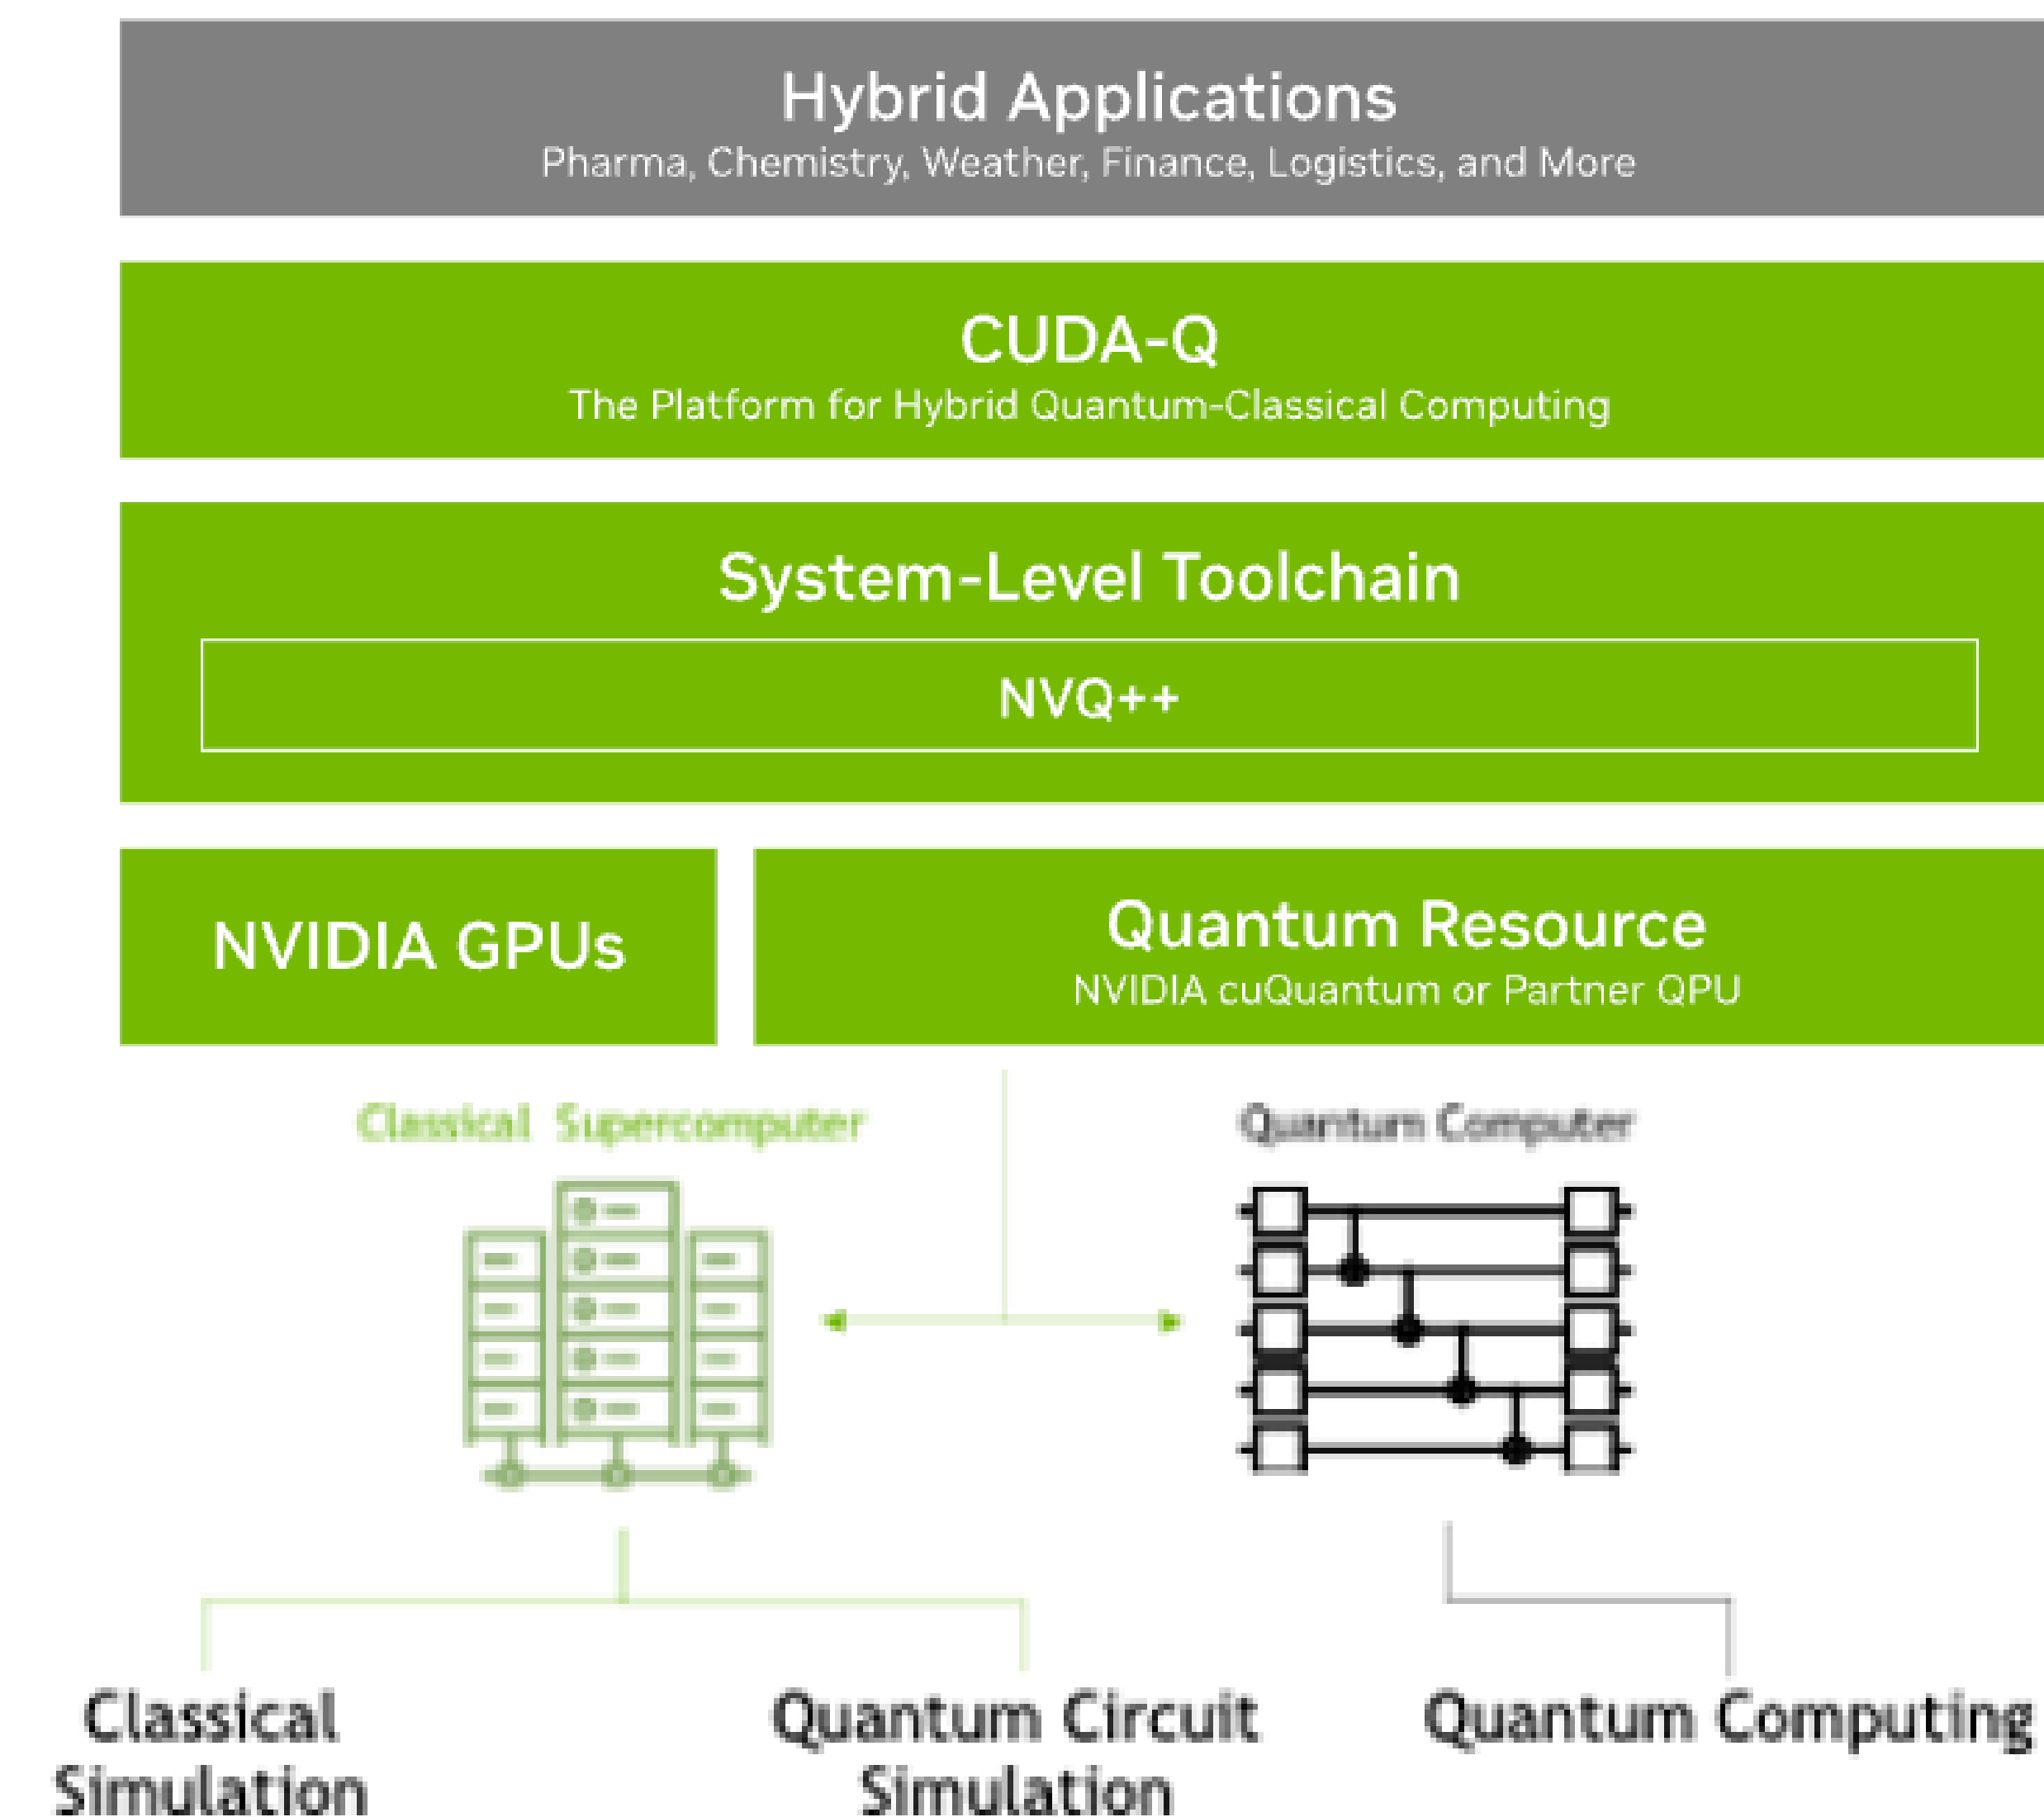 Hybrid Applications
Pharma, Chemistry, Weather, Finance, Logistics, and More
CUDA-Q
The Platform for Hybrid Quantum-Classical Computing
System-Level Toolchain
NVQ++
NVIDIA GPUs
Quantum Resource
NVIDIA cuQuantum or Partner QPU
Classical Supercomputer
Quantum Computer
Classical
Simulation
Quantum Circuit
Simulation
Quantum Computing